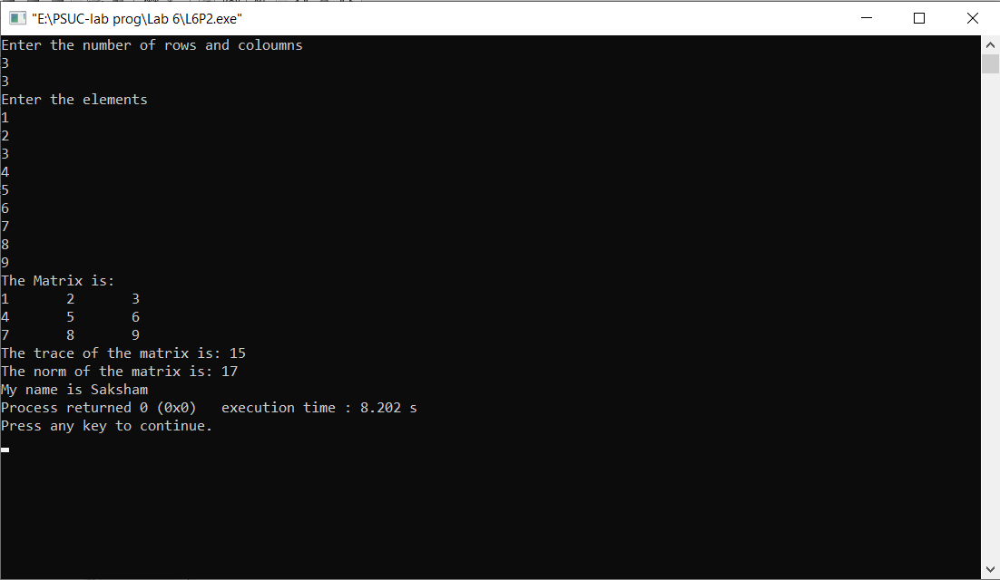 "E:\PSUC-lab prog\Lab 6\L6P2.exe"
Enter the number of rows and coloumns
3
3
Enter the elements
1
2
3
4
5
6
7
8
9
The Matrix is:
1 2 3
4 5 6
7 8 9
The trace of the matrix is: 15
The norm of the matrix is: 17
My name is Saksham
Process returned 0 (0x0) execution time : 8.202 s
Press any key to continue.